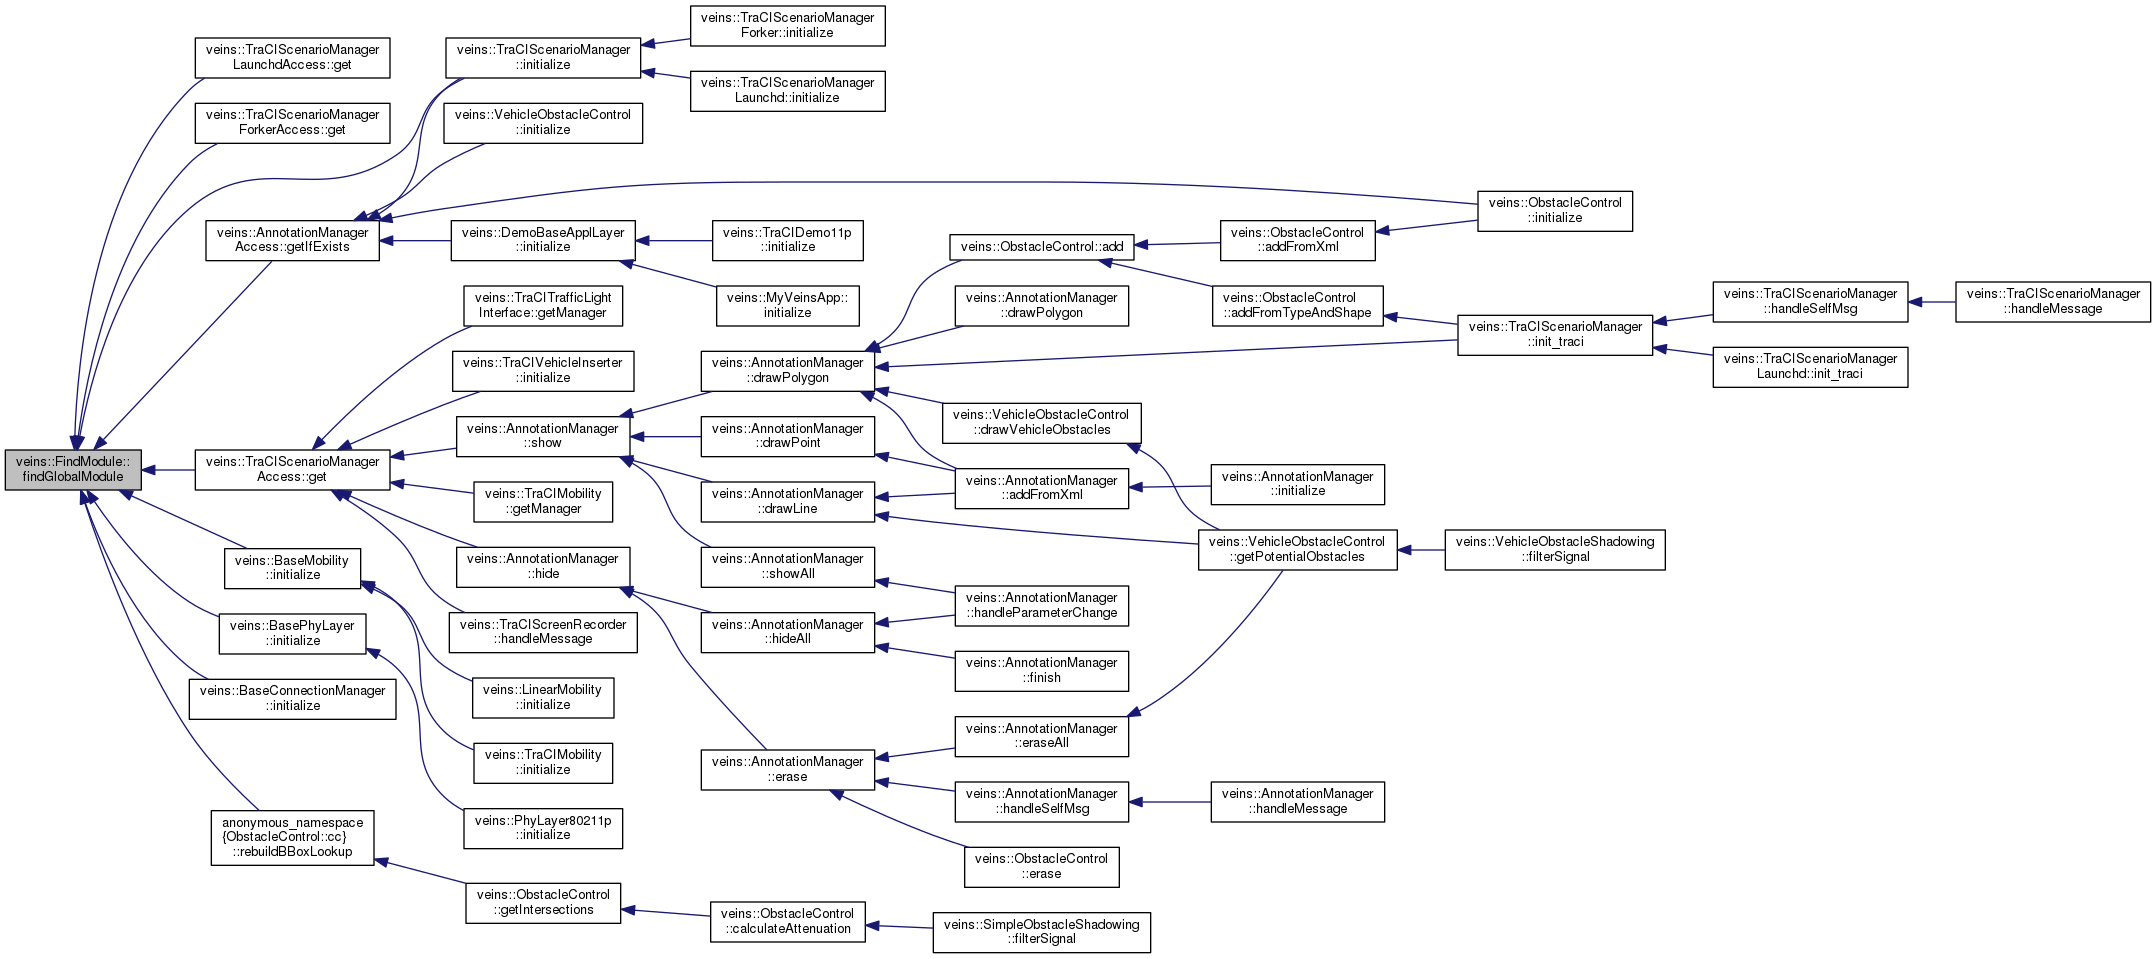 veins::FindModule::
findGlobalModule
veins::TraCIScenarioManager
LaunchdAccess::get
veins::TraCIScenarioManager
ForkerAccess::get
veins::AnnotationManager
Access::getIfExists
veins::TraCIScenarioManager
Access::get
veins::BaseMobility
::initialize
veins::BasePhyLayer
::initialize
veins::BaseConnectionManager
::initialize
anonymous_namespace
{ObstacleControl::cc}
::rebuildBBoxLookup
veins::TraCIScenarioManager
::initialize
veins::VehicleObstacleControl
::initialize
veins::DemoBaseApplLayer
::initialize
veins::TraCITrafficLight
Interface::getManager
veins::TraCIVehicleInserter
::initialize
veins::AnnotationManager
::show
veins::TraCIMobility
::getManager
veins::AnnotationManager
::hide
veins::TraCIScreenRecorder
::handleMessage
veins::LinearMobility
::initialize
veins::TraCIMobility
::initialize
veins::PhyLayer80211p
::initialize
veins::ObstacleControl
::getIntersections
veins::TraCIScenarioManager
Forker::initialize
veins::TraCIScenarioManager
Launchd::initialize
veins::TraCIDemo11p
::initialize
veins::MyVeinsApp::
initialize
veins::AnnotationManager
::drawPolygon
veins::AnnotationManager
::drawPoint
veins::AnnotationManager
::drawLine
veins::AnnotationManager
::showAll
veins::AnnotationManager
::hideAll
veins::AnnotationManager
::erase
veins::ObstacleControl
::calculateAttenuation
veins::ObstacleControl::add
veins::AnnotationManager
::drawPolygon
veins::VehicleObstacleControl
::drawVehicleObstacles
veins::AnnotationManager
::addFromXml
veins::AnnotationManager
::handleParameterChange
veins::AnnotationManager
::finish
veins::AnnotationManager
::eraseAll
veins::AnnotationManager
::handleSelfMsg
veins::ObstacleControl
::erase
veins::SimpleObstacleShadowing
::filterSignal
veins::ObstacleControl
::addFromXml
veins::ObstacleControl
::addFromTypeAndShape
veins::AnnotationManager
::initialize
veins::VehicleObstacleControl
::getPotentialObstacles
veins::AnnotationManager
::handleMessage
veins::ObstacleControl
::initialize
veins::TraCIScenarioManager
::init_traci
veins::VehicleObstacleShadowing
::filterSignal
veins::TraCIScenarioManager
::handleSelfMsg
veins::TraCIScenarioManager
Launchd::init_traci
veins::TraCIScenarioManager
::handleMessage